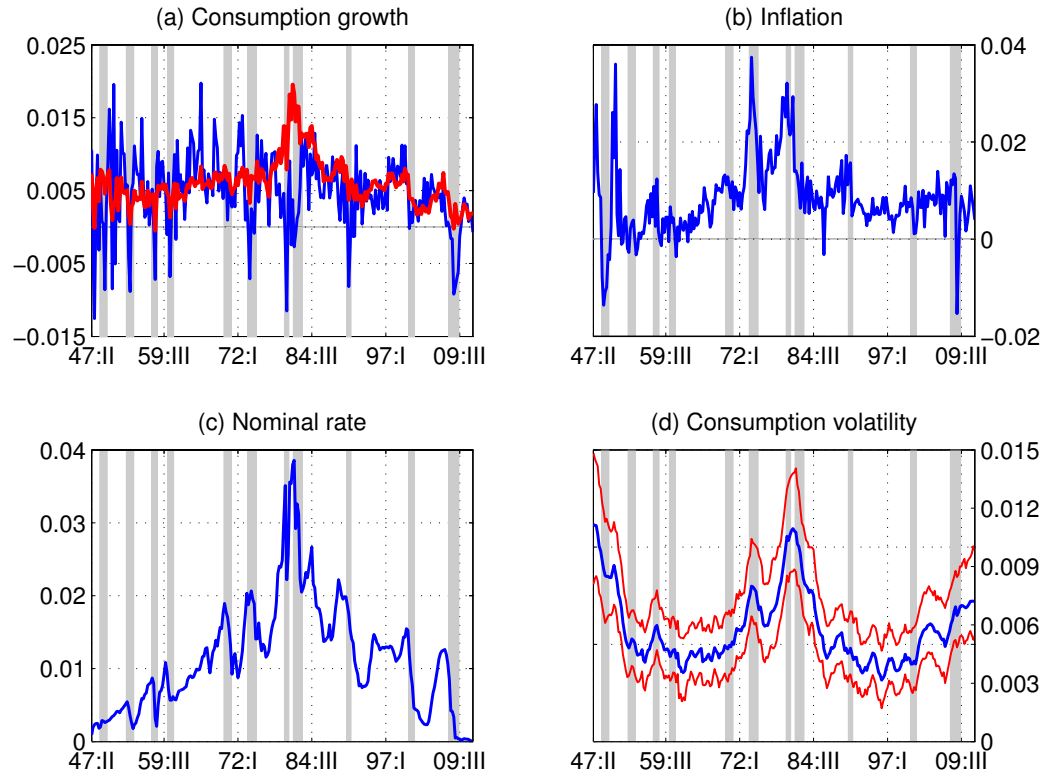 (a) Consumption growth
0.025
0.015
0.005
−0.005
−0.015
47:II 59:III 72:I 84:III 97:I 09:III
(b) Inflation
0.04
0.02
0
−0.02
47:II 59:III 72:I 84:III 97:I 09:III
(c) Nominal rate
0.04
0.03
0.02
0.01
0
47:II 59:III 72:I 84:III 97:I 09:III
(d) Consumption volatility
0.015
0.012
0.009
0.006
0.003
0
47:II 59:III 72:I 84:III 97:I 09:III